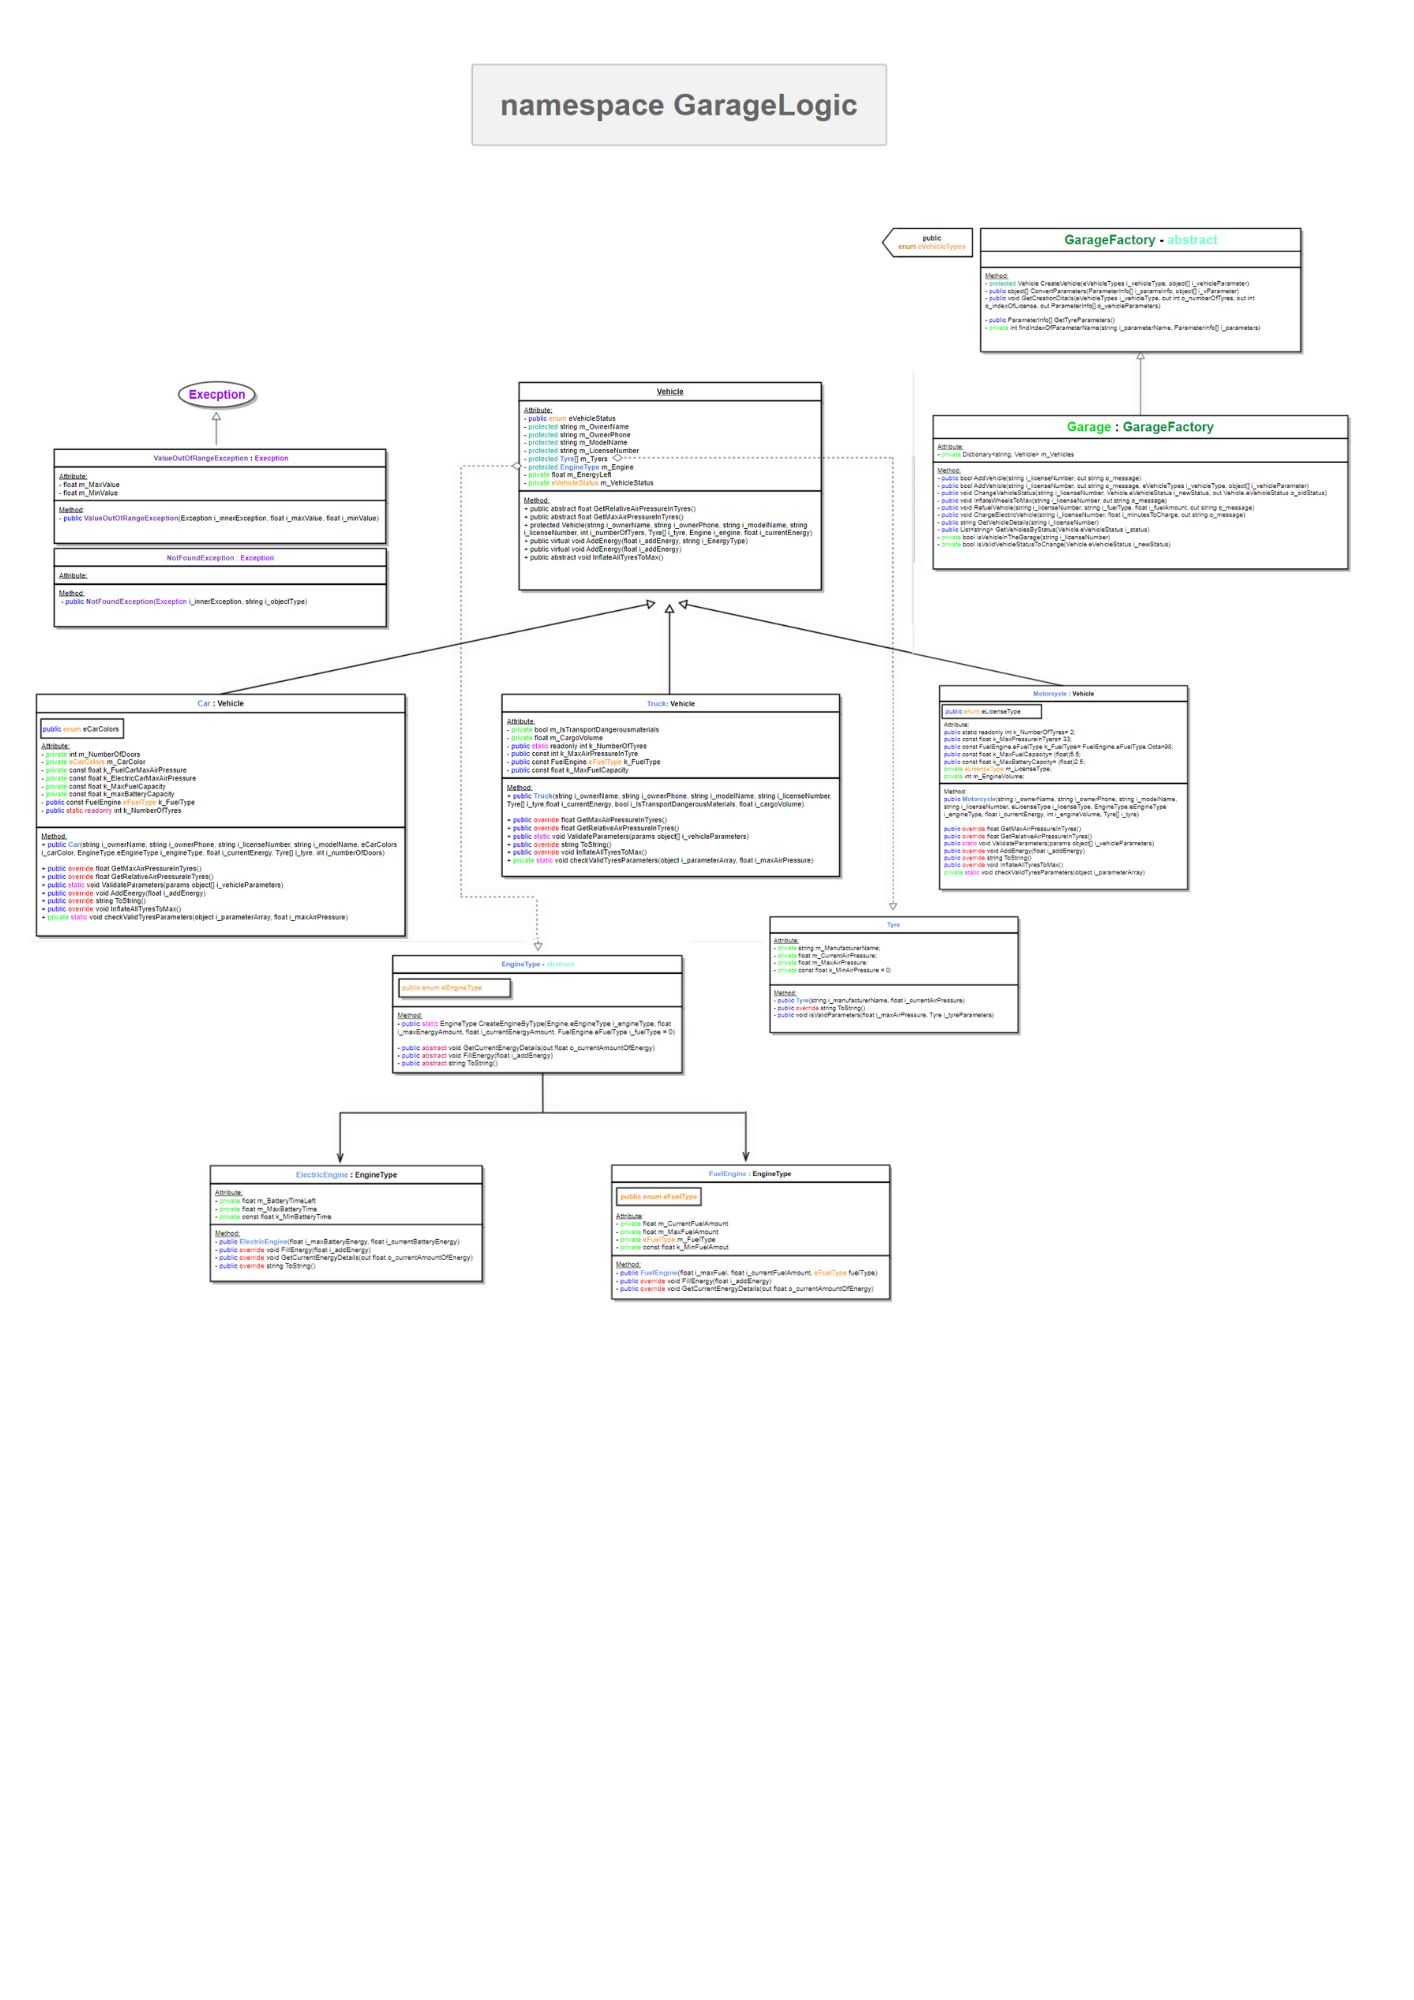 namespace GarageLogic
public
enum eVehicleTypes
GarageFactory - abstract
Method:
- protected Vehicle CreateVehicle(eVehicleTypes i_vehicleType, object[] i_vehicleParameter)
- public object[] ConvertParameters(ParameterInfo[] i_paramsInfo, object[] i_vParameter)
- public void GetCreationDitails(eVehicleTypes i_vehicleType, out int o_numberOfTyres, out int
o_indexOfLicense, out ParameterInfo[] o_vehicleParameters)
- public ParameterInfo[] GetTyreParameters()
- private int findIndexOfParameterName(string i_parameterName, ParameterInfo[] i_parameters)
Garage : GarageFactory
Attribute:
- private Dictionary<string, Vehicle> m_Vehicles
Method:
- public bool AddVehicle(string i_licenseNumber, out string o_message)
- public bool AddVehicle(string i_licenseNumber, out string o_message, eVehicleTypes i_vehicleType, object[] i_vehicleParameter)
- public void ChangeVehicleStatus(string i_licenseNumber, Vehicle.eVehicleStatus i_newStatus, out Vehicle.eVehicleStatus o_oldStatus)
- public void InflateWheelsToMax(string i_licenseNumber, out string o_message)
- public void RefuelVehicle(string i_licenseNumber, string i_fuelType, float i_fuelAmount, out string o_message)
- public void ChargeElectricVehicle(string i_licenseNumber, float i_minutesToCharge, out string o_message)
- public string GetVehicleDetails(string i_licenseNumber)
- public List<string> GetVehiclesByStatus(Vehicle.eVehicleStatus i_status)
- private bool isVehicleInTheGarage(string i_licenseNumber)
- private bool isValidVehicleStatusToChange(Vehicle.eVehicleStatus i_newStatus)
Execption
ValueOutOfRangeException : Exection
Attribute:
- float m_MaxValue
- float m_MinValue
Method:
- public ValueOutOfRangeException(Exception i_innerException, float i_maxValue, float i_minValue)
NotFoundException : Exception
Attribute:
Method:
- public NotFoundException(Exception i_innerException, string i_objectType)
Vehicle
Attribute:
- public enum eVehicleStatus
- protected string m_OwnerName
- protected string m_OwnerPhone
- protected string m_ModelName
- protected string m_LicenseNumber
- protected Tyre[] m_Tyers
- protected EngineType m_Engine
- private float m_EnergyLeft
- private eVehicleStatus m_VehicleStatus
Method:
+ public abstract float GetRelativeAirPressureInTyres()
+ public abstract float GetMaxAirPressureInTyres()
+ protected Vehicle(string i_ownerName, string i_ownerPhone, string i_modelName, string
i_licenseNumber, int i_numberOfTyers, Tyre[] i_tyre, Engine i_engine, float i_currentEnergy)
+ public virtual void AddEnergy(float i_addEnergy, string i_EnergyType)
+ public virtual void AddEnergy(float i_addEnergy)
+ public abstract void InflateAllTyresToMax()
Car : Vehicle
public enum eCarColors
Attribute:
- private int m_NumberOfDoors
- private eCarColors m_CarColor
- private const float k_FuelCarMaxAirPressure
- private const float k_ElectricCarMaxAirPressure
- private const float k_MaxFuelCapacity
- private const float k_maxBatteryCapacity
- public const FuelEngine.eFuelType k_FuelType
- public static readonly int k_NumberOfTyres
Method:
+ public Car(string i_ownerName, string i_ownerPhone, string i_licenseNumber, string i_modelName, eCarColors
i_carColor, EngineType.eEngineType i_engineType, float i_currentEnergy, Tyre[] i_tyre, int i_numberOfDoors)
+ public override float GetMaxAirPressureInTyres()
+ public override float GetRelativeAirPressureInTyres()
+ public static void ValidateParameters(params object[] i_vehicleParameters)
+ public override void AddEnergy(float i_addEnergy)
+ public override string ToString()
+ public override void InflateAllTyresToMax()
+ private static void checkValidTyresParameters(object i_parameterArray, float i_maxAirPressure)
Truck: Vehicle
Attribute:
- private bool m_IsTransportDangerousmaterials
- private float m_CargoVolume
- public static readonly int k_NumberOfTyres
- public const int k_MaxAirPressureInTyre
- public const FuelEngine.eFuelType k_FuelType
- public const float k_MaxFuelCapacity
Method:
+ public Truck(string i_ownerName, string i_ownerPhone, string i_modelName, string i_licenseNumber,
Tyre[] i_tyre,float i_currentEnergy, bool i_IsTransportDangerousMaterials, float i_cargoVolume)
+ public override float GetMaxAirPressureInTyres()
+ public override float GetRelativeAirPressureInTyres()
+ public static void ValidateParameters(params object[] i_vehicleParameters)
+ public override string ToString()
+ public override void InflateAllTyresToMax()
+ private static void checkValidTyresParameters(object i_parameterArray, float i_maxAirPressure)
Motorcycle : Vehicle
public enum eLicenseType
Attribute:
public static readonly int k_NumberOfTyres= 2;
public const float k_MaxPressureInTyers= 33;
public const FuelEngine.eFuelType k_FuelType= FuelEngine.eFuelType.Octan98;
public const float k_MaxFuelCapacity= (float)5.5;
public const float k_MaxBatteryCapcity= (float)2.5;
private eLicenseType m_LicenseType;
private int m_EngineVolume;
Method:
public Motorcycle(string i_ownerName, string i_ownerPhone, string i_modelName,
string i_licenseNumber, eLicenseType i_licenseType, EngineType.eEngineType
i_engineType, float i_currentEnergy, int i_engineVolume, Tyre[] i_tyre)
public override float GetMaxAirPressureInTyres()
public override float GetRelativeAirPressureInTyres()
public static void ValidateParameters(params object[] i_vehicleParameters)
public override void AddEnergy(float i_addEnergy)
public override string ToString()
public override void InflateAllTyresToMax()
private static void checkValidTyresParameters(object i_parameterArray)
Tyre
Attribute:
- private string m_ManufacturerName;
- private float m_CurrentAirPressure;
- private float m_MaxAirPressure;
- private const float k_MinAirPressure = 0;
Method:
- public Tyre(string i_manufacturerName, float i_currentAirPressure)
- public override string ToString()
- public void isValidParameters(float i_maxAirPressure, Tyre i_tyreParameters)
EngineType - abstract
public enum eEngineType
Method:
- public static EngineType CreateEngineByType(Engine.eEngineType i_engineType, float
i_maxEnergyAmount, float i_currentEnergyAmount, FuelEngine.eFuelType i_fuelType = 0)
- public abstract void GetCurrentEnergyDetails(out float o_currentAmountOfEnergy)
- public abstract void FillEnergy(float i_addEnergy)
- public abstract string ToString()
ElectricEngine : EngineType
Attribute:
- private float m_BatteryTimeLeft
- private float m_MaxBatteryTime
- private const float k_MinBatteryTime
Method:
- public ElectricEngine(float i_maxBatteryEnergy, float i_currentBatteryEnergy)
- public override void FillEnergy(float i_addEnergy)
- public override void GetCurrentEnergyDetails(out float o_currentAmountOfEnergy)
- public override string ToString()
FuelEngine : EngineType
public enum eFuelType
Attribute:
- private float m_CurrentFuelAmount
- private float m_MaxFuelAmount
- private eFuelType m_FuelType
- private const float k_MinFuelAmout
Method:
- public FuelEngine(float i_maxFuel, float i_currentFuelAmount, eFuelType fuelType)
- public override void FillEnergy(float i_addEnergy)
- public override void GetCurrentEnergyDetails(out float o_currentAmountOfEnergy)